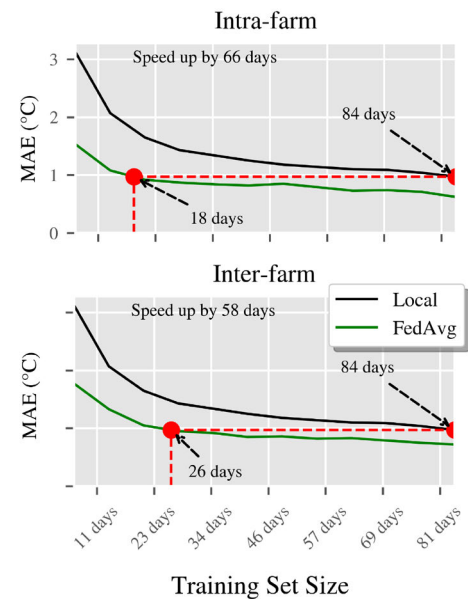 Intra-farm
Speed up by 66 days
3
2
1
0
MAE (°C)
84 days
18 days
Inter-farm
Speed up by 58 days
Local
FedAvg
MAE (°C)
84 days
26 days
11 days
23 days
34 days
46 days
57 days
69 days
81 days
Training Set Size